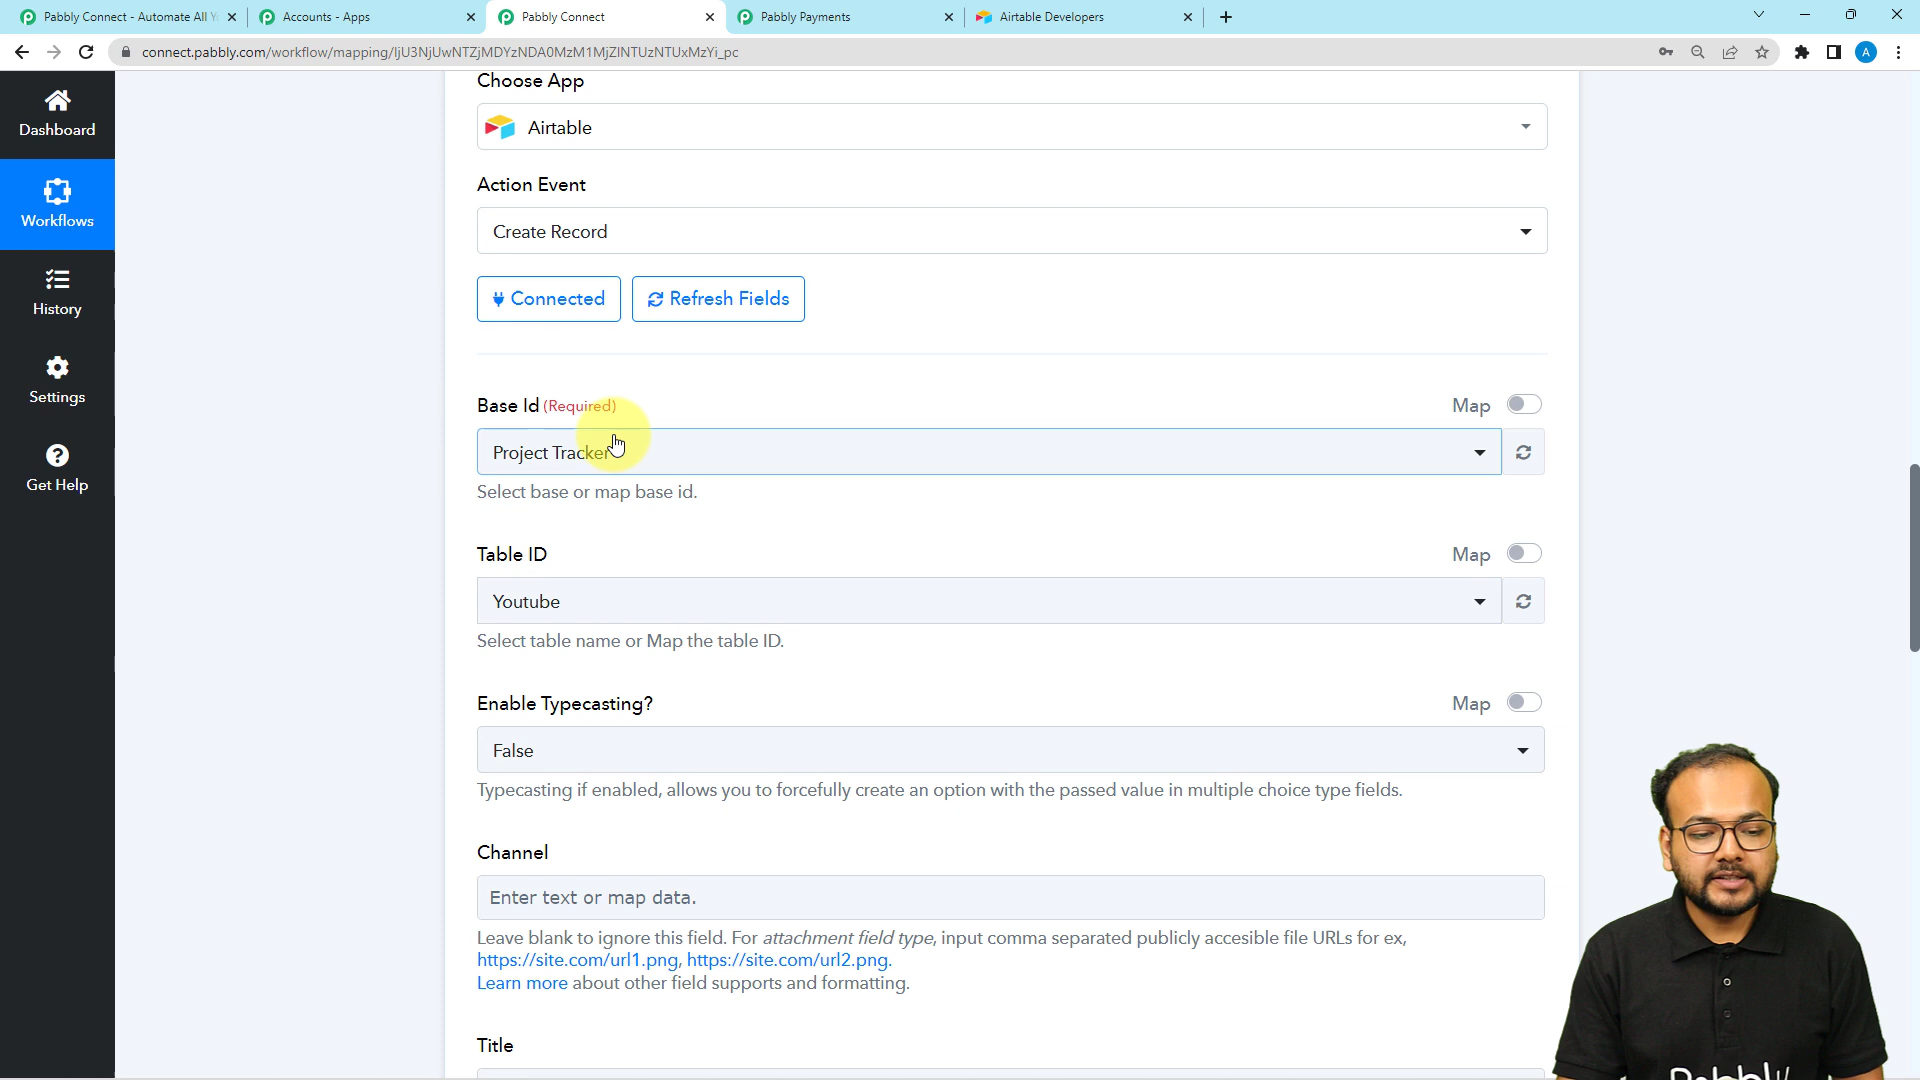 Pabbly Connect - Automate All Y
Accounts - Apps
Pabbly Connect
Pabbly Payments
Airtable Developers
connect.pabbly.com/workflow/mapping/IjU3NjUwNTZjMDYzNDA0MzM1MjZlNTUzNTUxMzYi_pc
A
Dashboard
Workflows
History
Settings
Get Help
Choose App
Airtable
Action Event
Create Record
Connected
Refresh Fields
Base Id (Required)
Map
Project Tracker
Select base or map base id.
Table ID
Map
Youtube
Select table name or Map the table ID.
Enable Typecasting?
Map
False
Typecasting if enabled, allows you to forcefully create an option with the passed value in multiple choice type fields.
Channel
Enter text or map data.
Leave blank to ignore this field. For attachment field type, input comma separated publicly accesible file URLs for ex,
https://site.com/url1.png, https://site.com/url2.png.
Learn more about other field supports and formatting.
Title
Pabbly